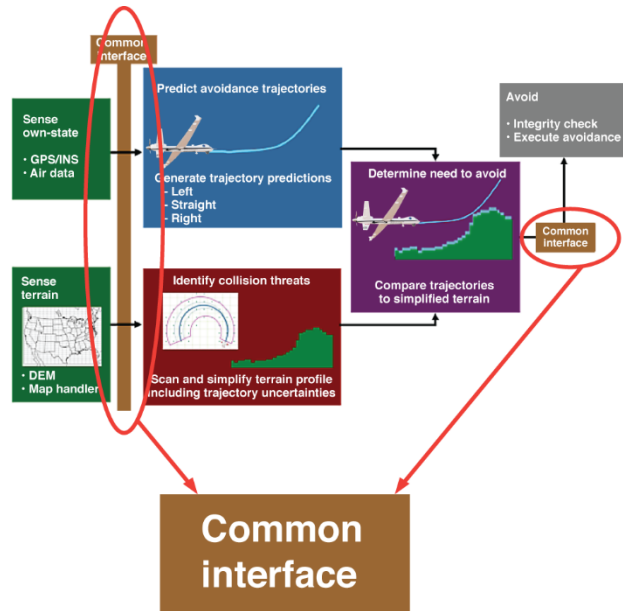 Common
interface
Sense
own-state
• GPS/INS
• Air data
Predict avoidance trajectories
Generate trajectory predictions
- Left
- Straight
- Right
Avoid
• Integrity check
• Execute avoidance
Determine need to avoid
Compare trajectories
to simplified terrain
Common
interface
Sense
terrain
• DEM
• Map handler
Identify collision threats
Scan and simplify terrain profile
including trajectory uncertainties
Common
interface